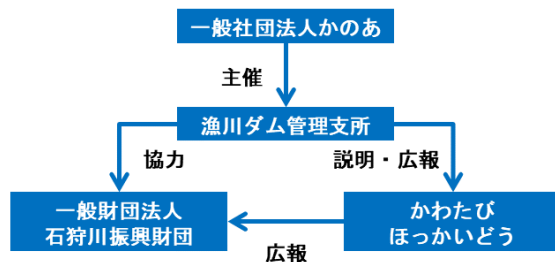 一般社団法人かのあ
主催
漁川ダム管理支所
協力
説明・広報
一般財団法人
石狩川振興財団
かわたび
ほっかいどう
広報